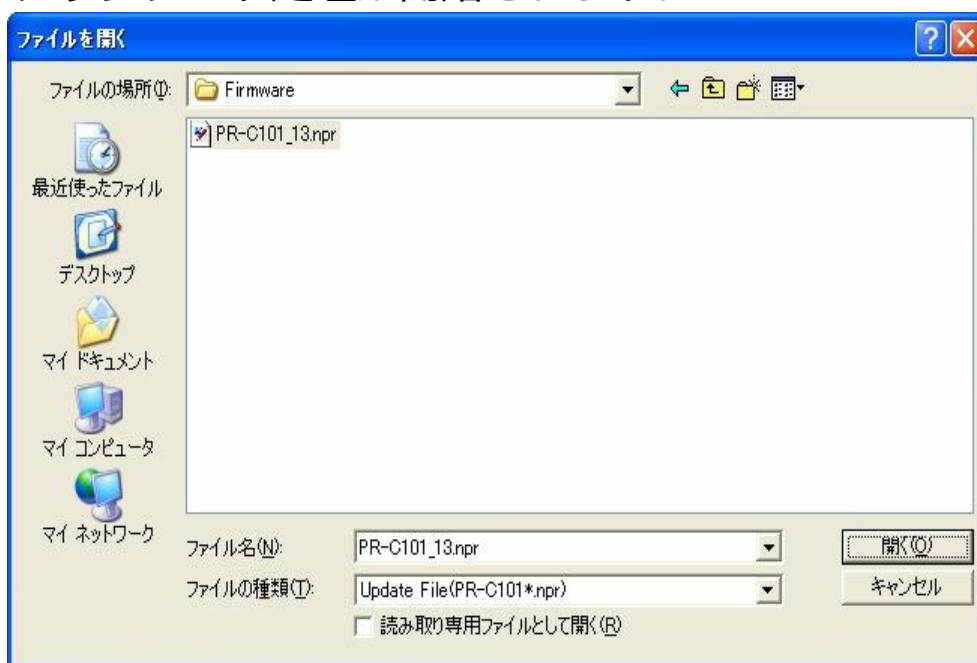 ファイルを開く
ファイルの場所(I):
Firmware
PR-C101_13.npr
最近使ったファイル
デスクトップ
マイ ドキュメント
マイ コンピュータ
マイ ネットワーク
ファイル名(N):
PR-C101_13.npr
開く(O)
ファイルの種類(T):
Update File(PR-C101*.npr)
キャンセル
読み取り専用ファイルとして開く(R)